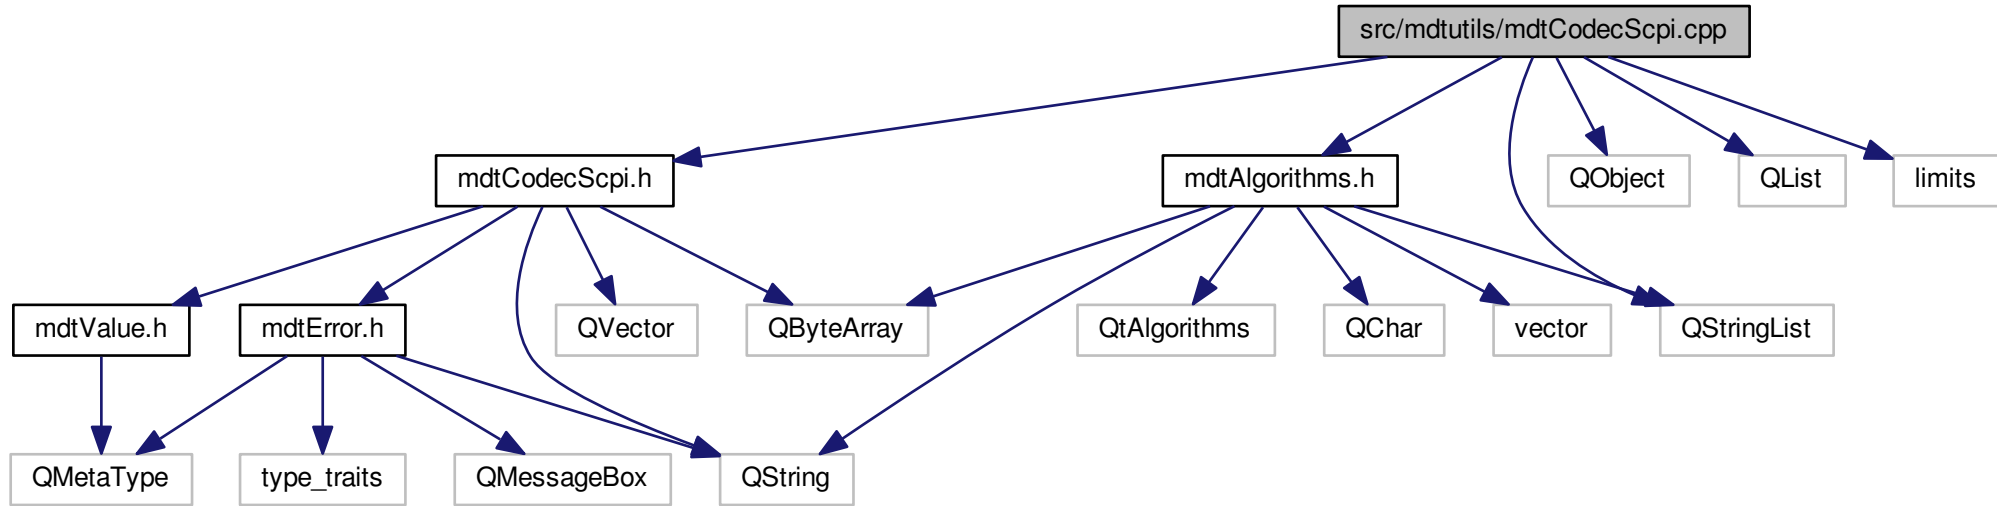 src/mdtutils/mdtCodecScpi.cpp
mdtCodecScpi.h
mdtAlgorithms.h
QObject
QList
limits
mdtValue.h
mdtError.h
QVector
QByteArray
QtAlgorithms
QChar
vector
QStringList
QMetaType
type_traits
QMessageBox
QString